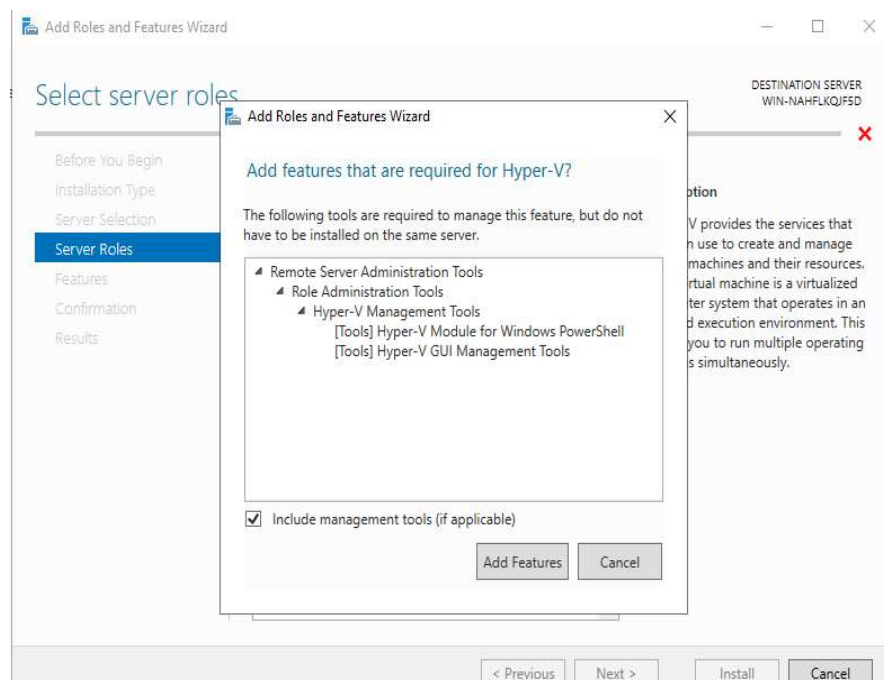 Add Roles and Features Wizard
Select server roles
DESTINATION SERVER
WIN-NAHFLKQJF5D
Before You Begin
Installation Type
Server Selection
Server Roles
Features
Confirmation
Results
Add Roles and Features Wizard
Add features that are required for Hyper-V?
The following tools are required to manage this feature, but do not
have to be installed on the same server.
Remote Server Administration Tools
Role Administration Tools
Hyper-V Management Tools
[Tools] Hyper-V Module for Windows PowerShell
[Tools] Hyper-V GUI Management Tools
Include management tools (if applicable)
Add Features
Cancel
ption
V provides the services that
n use to create and manage
machines and their resources.
rtual machine is a virtualized
ter system that operates in an
d execution environment. This
you to run multiple operating
s simultaneously.
< Previous
Next >
Install
Cancel